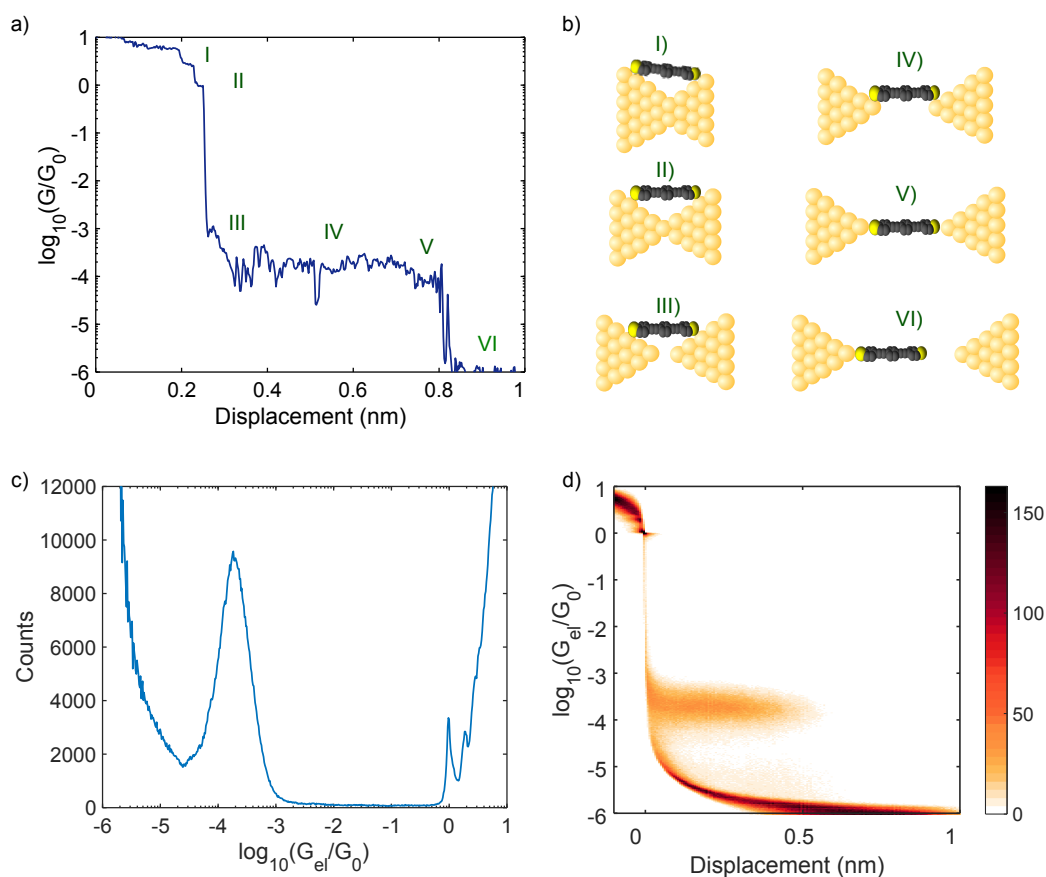 a)
1
0
-1
-2
-3
-4
-5
-6
log10(G/G0)
0 0.2 0.4 0.6 0.8 1
Displacement (nm)
I
II
III
IV
V
VI
b)
I)
II)
III)
IV)
V)
VI)
c)
12000
10000
8000
6000
4000
2000
0
Counts
-6 -5 -4 -3 -2 -1 0 1
log10(Gel/G0)
d)
1
0
-1
-2
-3
-4
-5
-6
log10(Gel/G0)
0 0.5 1
Displacement (nm)
150
100
50
0